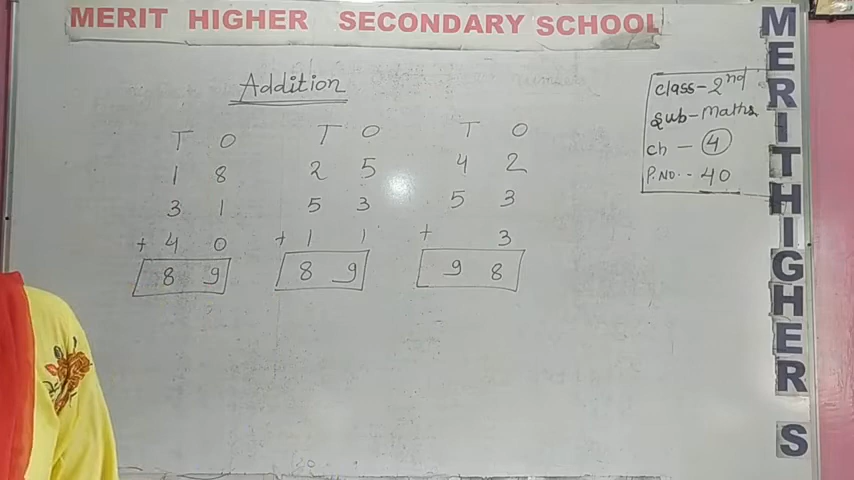 MERIT HIGHER SECONDARY SCHOOL
MERITHIGHER S
Addition
class-2nd
Sub-Maths
ch - 4
P.NO.- 40
T O T O T O
1 8 2 5 4 2
3 1 5 3 5 3
+ 4 0 + 1 1 + 3
8 9 8 9 9 8